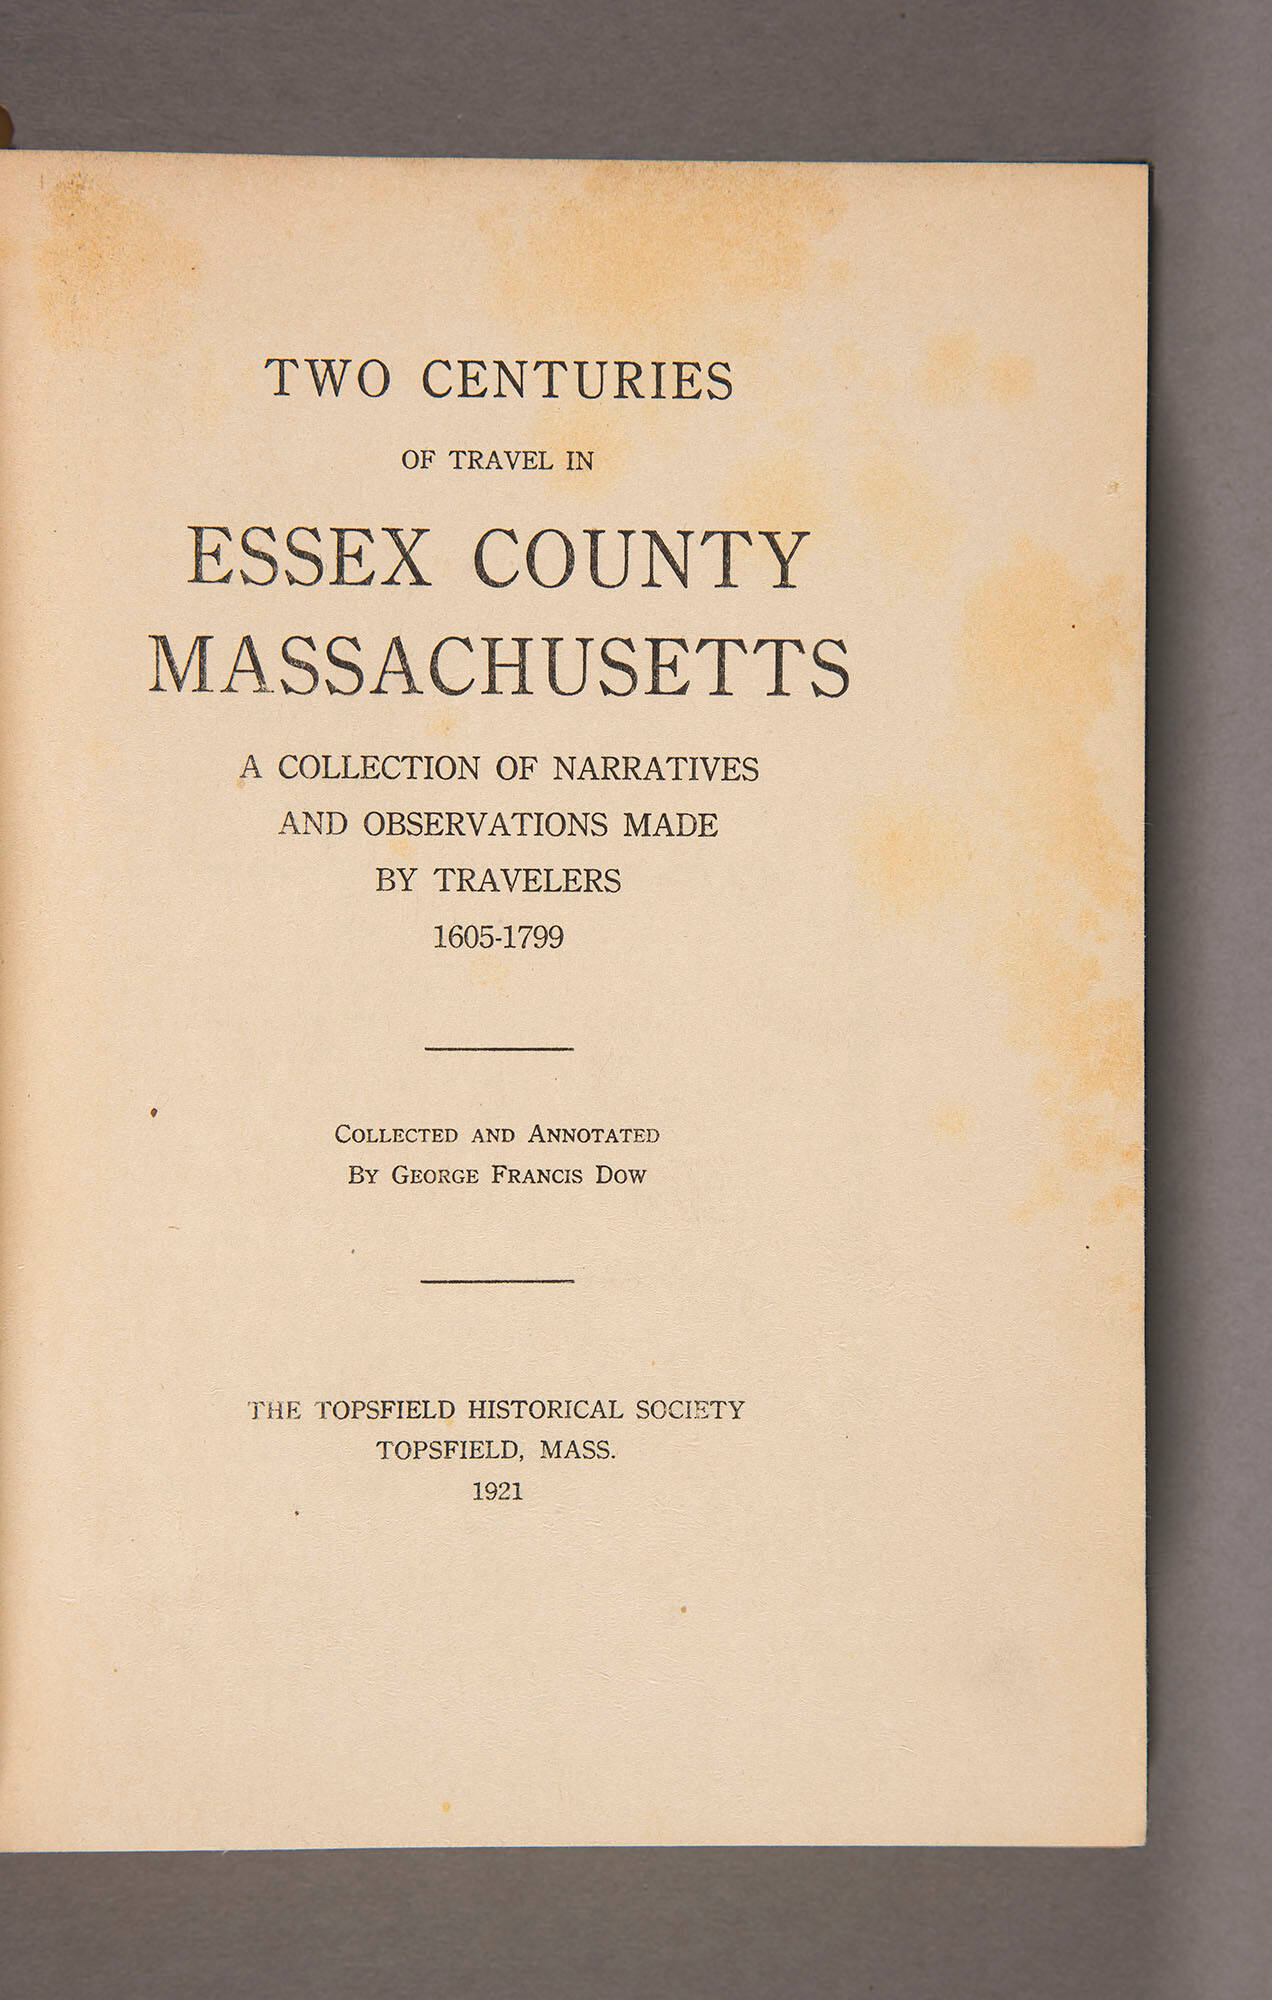 TWO CENTURIES
OF TRAVEL IN
ESSEX COUNTY
MASSACHUSETTS
A COLLECTION OF NARRATIVES
AND OBSERVATIONS MADE
BY TRAVELERS
1605-1799
COLLECTED AND ANNOTATED
BY GEORGE FRANCIS DOW
THE TOPSFIELD HISTORICAL SOCIETY
TOPSFIELD, MASS.
1921